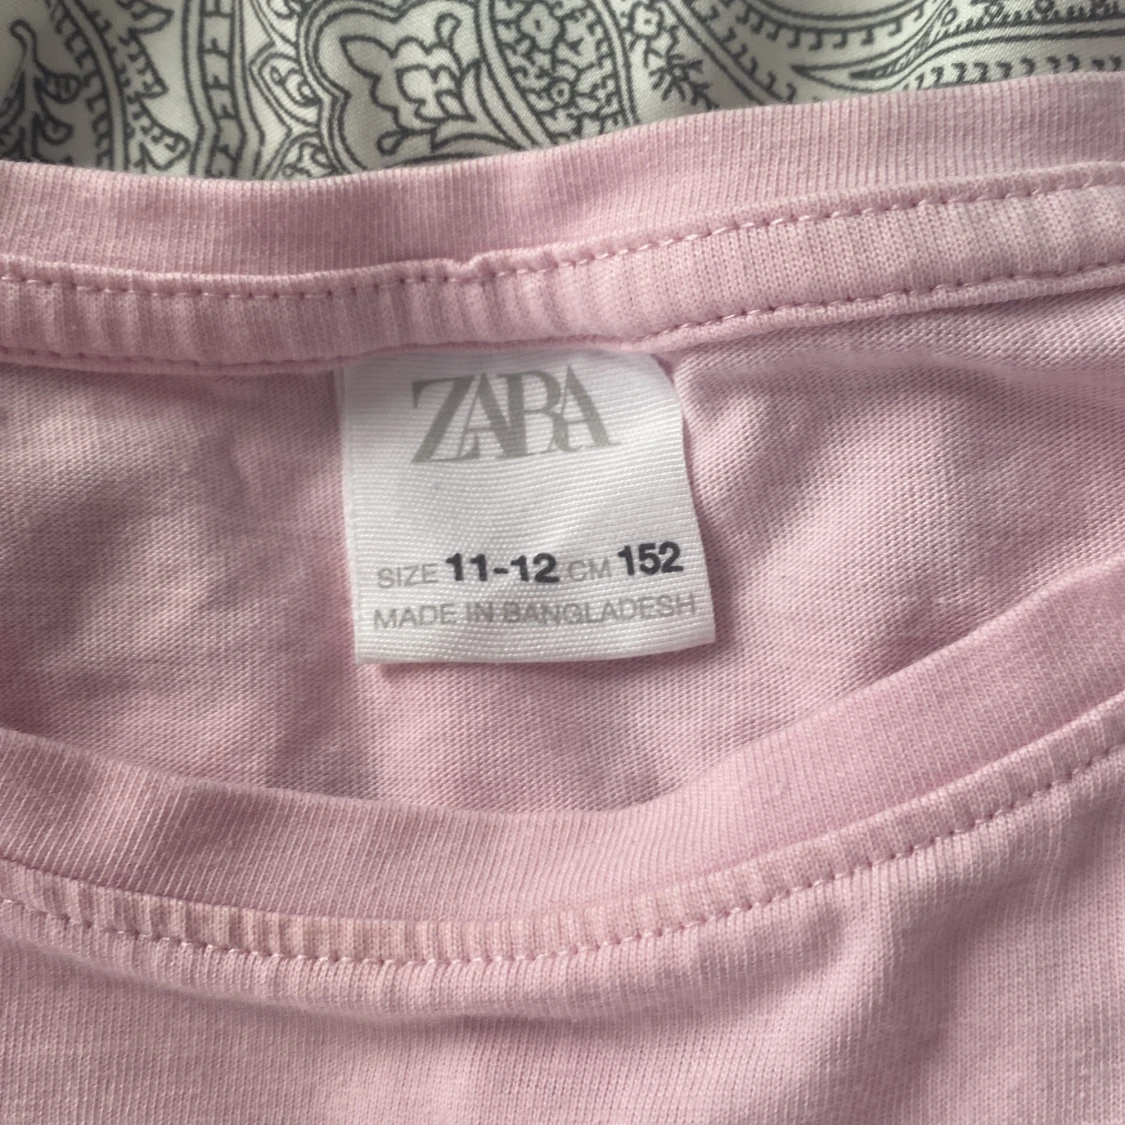 ZARA
SIZE 11-12 CM 152
MADE IN BANGLADESH